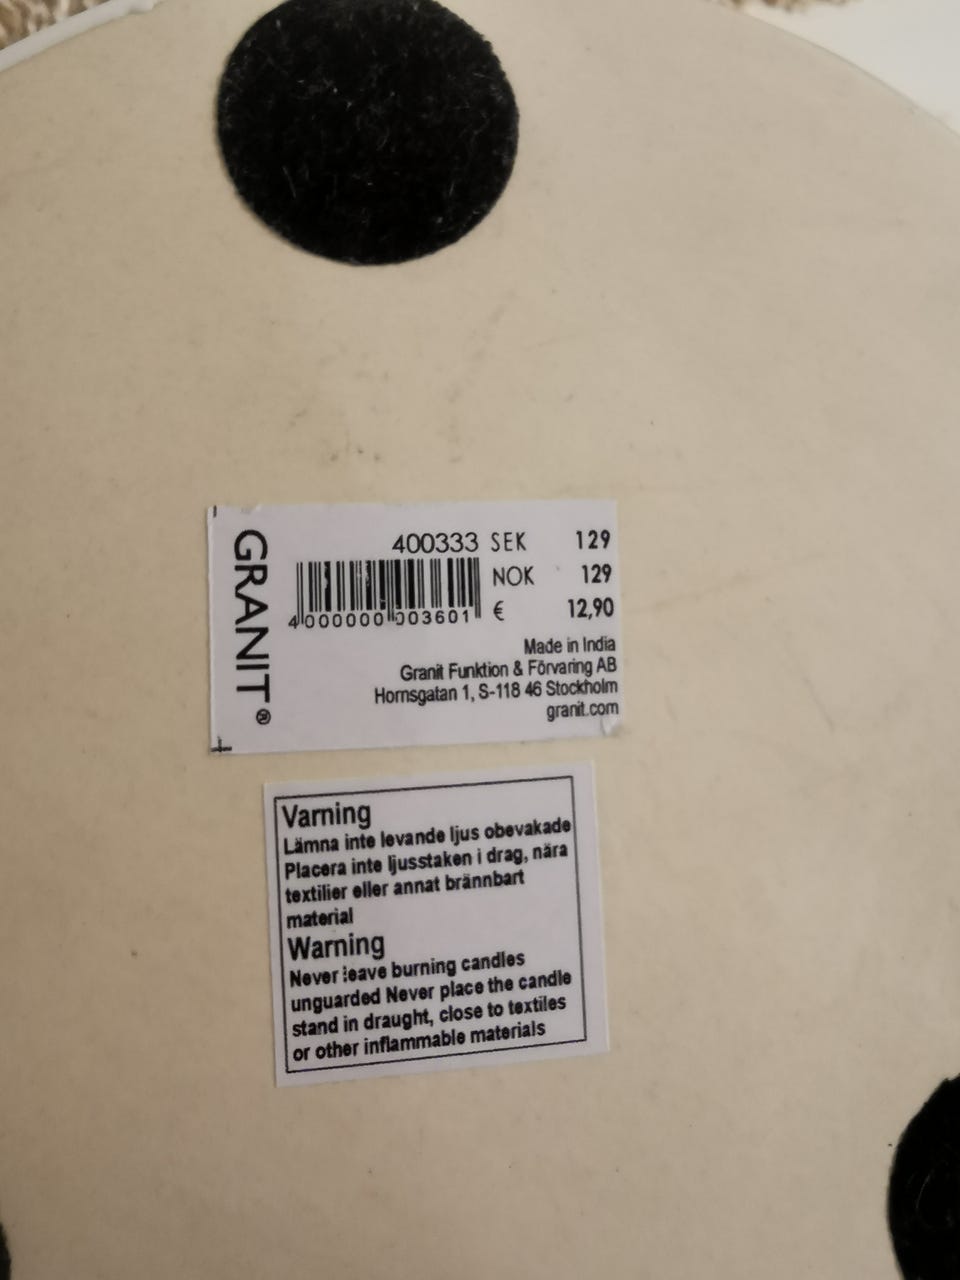 GRANIT®
400333 SEK 129
NOK 129
4 000000 003601 € 12,90
Made in India
Granit Funktion & Förvaring AB
Hornsgatan 1, S-118 46 Stockholm
granit.com
Varning
Lämna inte levande ljus obevakade
Placera inte ljusstaken i drag, nära
textilier eller annat brännbart
material
Warning
Never leave burning candles
unguarded Never place the candle
stand in draught, close to textiles
or other inflammable materials